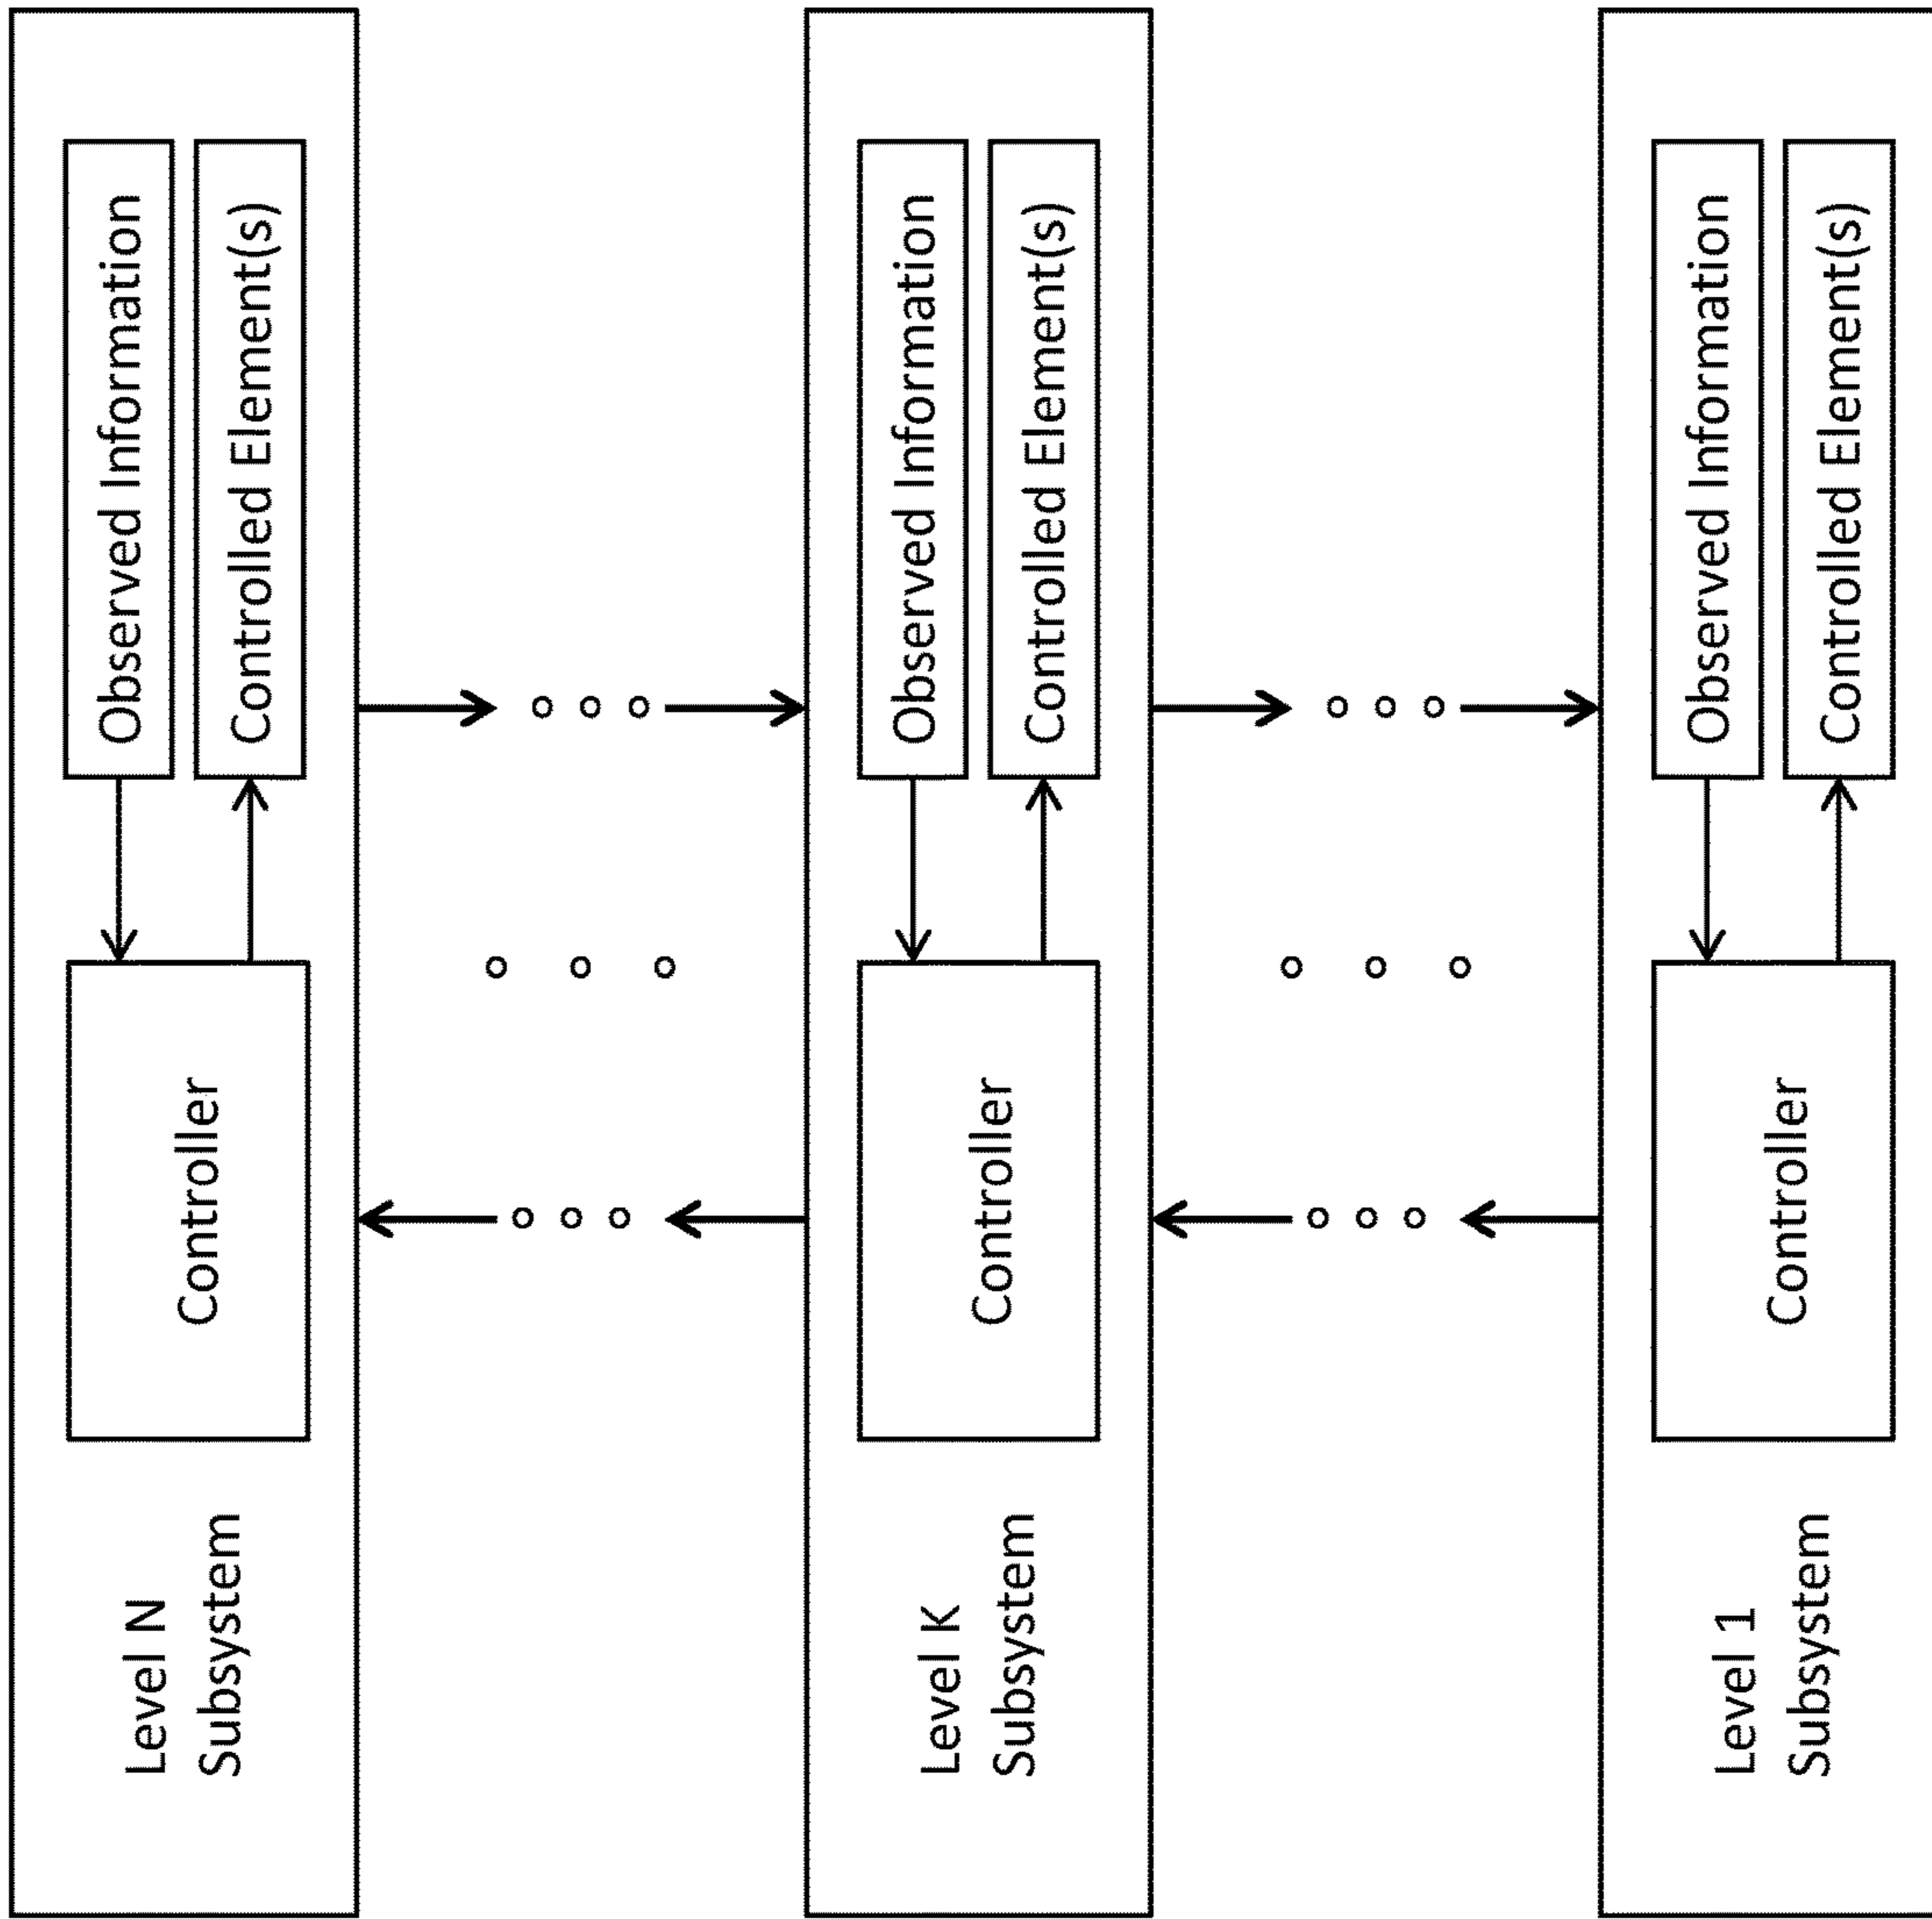 Level N
Subsystem
Controller
Observed Information
Controlled Element(s)
Level K
Subsystem
Controller
Observed Information
Controlled Element(s)
Level 1
Subsystem
Controller
Observed Information
Controlled Element(s)